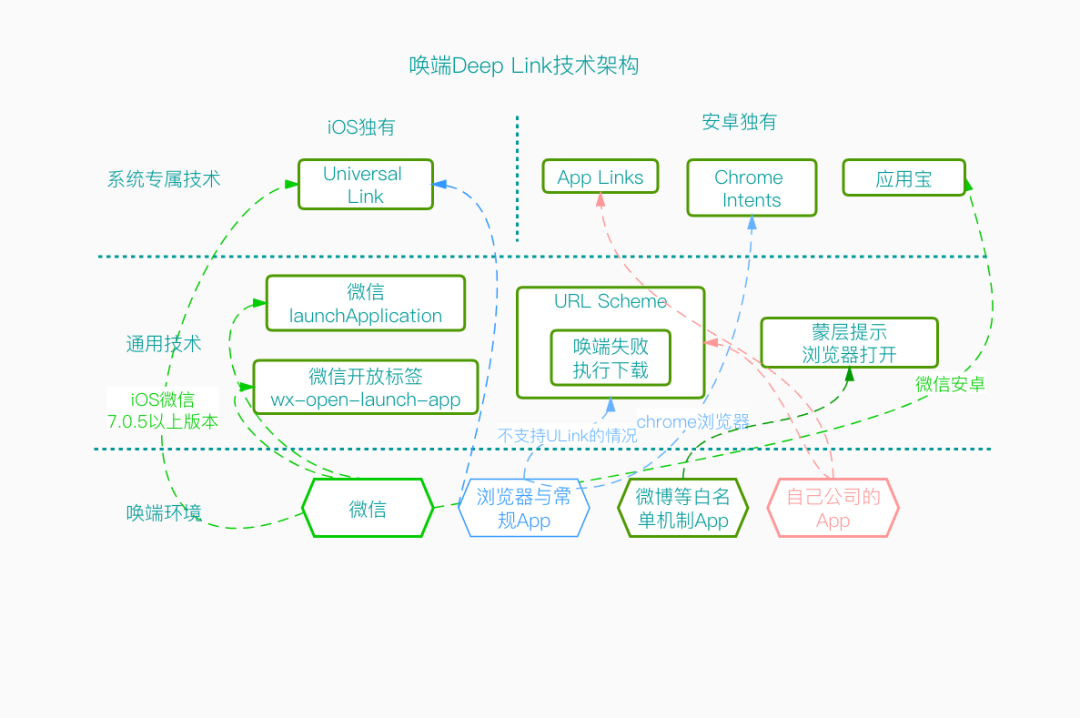 唤端Deep Link技术架构
iOS独有
安卓独有
系统专属技术
Universal
Link
App Links
Chrome
Intents
应用宝
微信
launchApplication
URL Scheme
唤端失败
执行下载
蒙层提示
浏览器打开
通用技术
微信开放标签
wx-open-launch-app
微信安卓
iOS微信
7.0.5以上版本
不支持ULink的情况
chrome浏览器
唤端环境
微信
浏览器与常
规App
微博等白名
单机制App
自己公司的
App